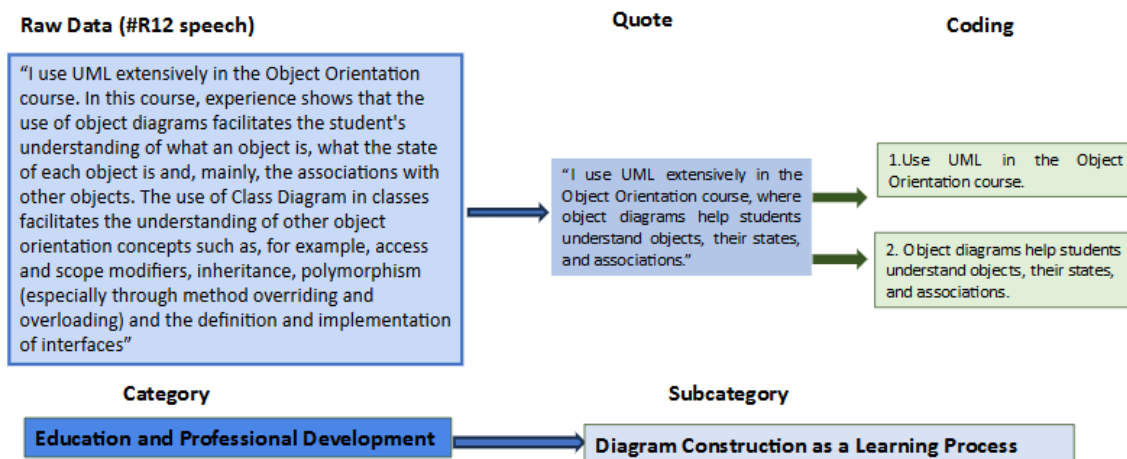 Raw Data (#R12 speech)
Quote
Coding
“I use UML extensively in the Object Orientation
course. In this course, experience shows that the
use of object diagrams facilitates the student's
understanding of what an object is, what the state
of each object is and, mainly, the associations with
other objects. The use of Class Diagram in classes
facilitates the understanding of other object
orientation concepts such as, for example, access
and scope modifiers, inheritance, polymorphism
(especially through method overriding and
overloading) and the definition and implementation
of interfaces”
“I use UML extensively in the
Object Orientation course, where
object diagrams help students
understand objects, their states,
and associations.”
1.Use UML in the Object
Orientation course.
2. Object diagrams help students
understand objects, their states,
and associations.
Category
Subcategory
Education and Professional Development
Diagram Construction as a Learning Process